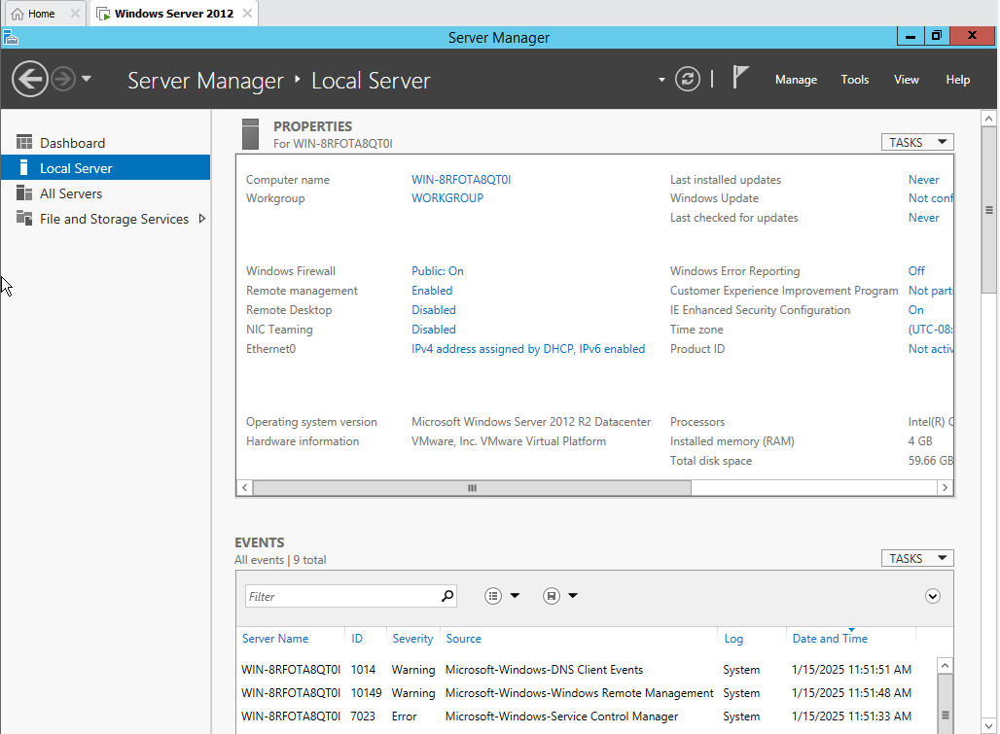 Home
Windows Server 2012
Server Manager
Server Manager Local Server
Manage Tools View Help
Dashboard
Local Server
All Servers
File and Storage Services
PROPERTIES
For WIN-8RFOTA8QT0I
TASKS
Computer name WIN-8RFOTA8QT0I Last installed updates Never
Workgroup WORKGROUP Windows Update Not conf
Last checked for updates Never
Windows Firewall Public: On Windows Error Reporting Off
Remote management Enabled Customer Experience Improvement Program Not parti
Remote Desktop Disabled IE Enhanced Security Configuration On
NIC Teaming Disabled Time zone (UTC-08:
Ethernet0 IPv4 address assigned by DHCP, IPv6 enabled Product ID Not activ
Operating system version Microsoft Windows Server 2012 R2 Datacenter Processors Intel(R) C
Hardware information VMware, Inc. VMware Virtual Platform Installed memory (RAM) 4 GB
Total disk space 59.66 GB
EVENTS
All events | 9 total
TASKS
Filter
Server Name ID Severity Source Log Date and Time
WIN-8RFOTA8QT0I 1014 Warning Microsoft-Windows-DNS Client Events System 1/15/2025 11:51:51 AM
WIN-8RFOTA8QT0I 10149 Warning Microsoft-Windows-Windows Remote Management System 1/15/2025 11:51:48 AM
WIN-8RFOTA8QT0I 7023 Error Microsoft-Windows-Service Control Manager System 1/15/2025 11:51:33 AM